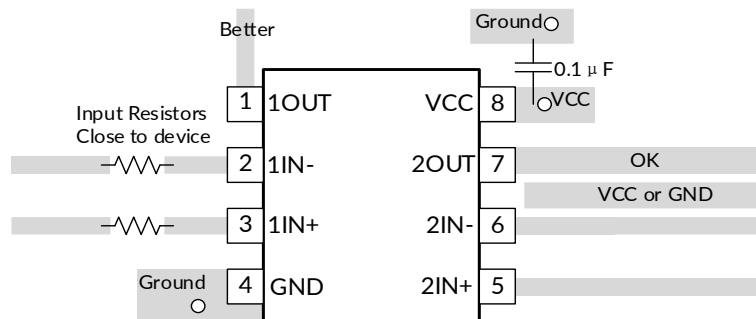 Better
Ground
0.1 μF
1 1OUT VCC 8 VCC
Input Resistors
Close to device
2 1IN- 2OUT 7 OK
VCC or GND
3 1IN+ 2IN- 6
Ground
4 GND 2IN+ 5